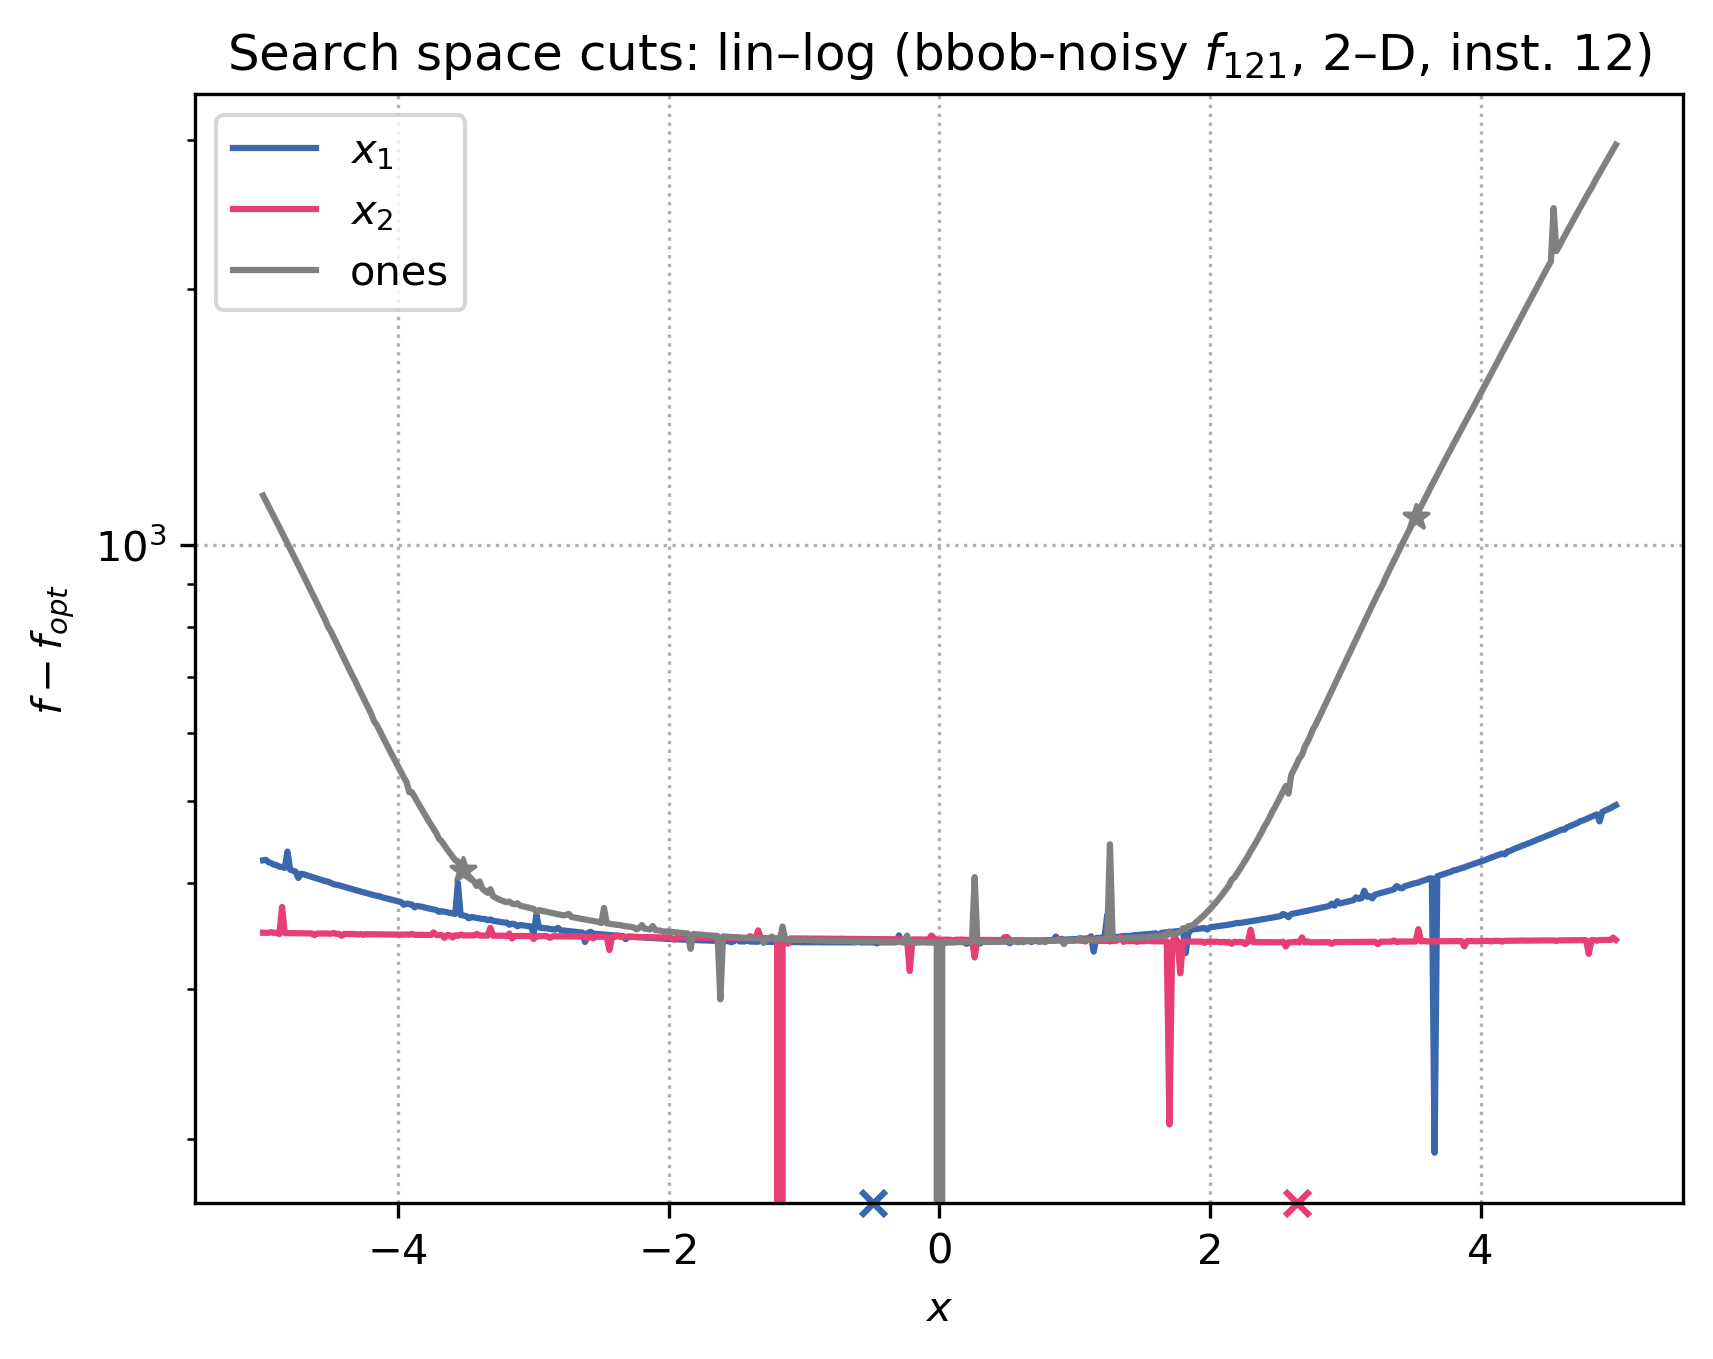 Search space cuts: lin–log (bbob-noisy f₁₂₁, 2–D, inst. 12)
x₁
x₂
ones
10³
f − fₒₚₜ
−4 −2 0 2 4
x